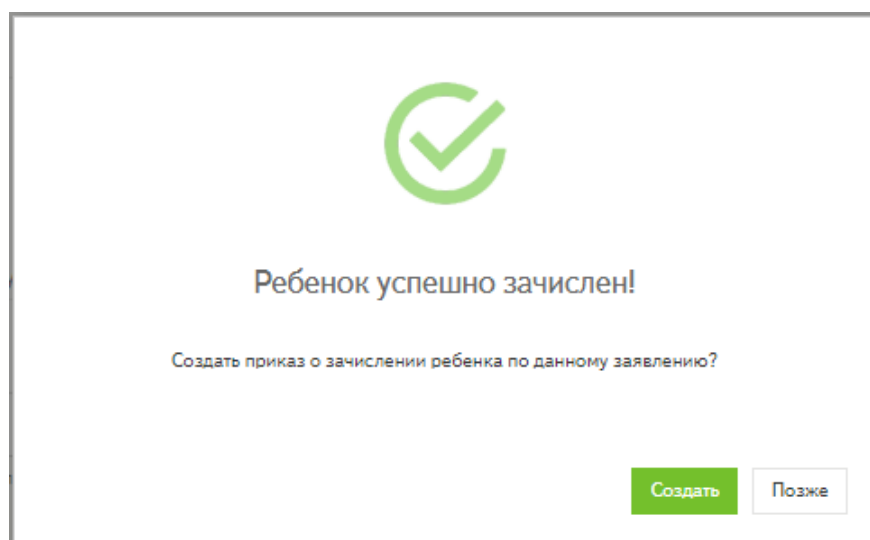 Ребенок успешно зачислен!
Создать приказ о зачислении ребенка по данному заявлению?
Создать
Позже